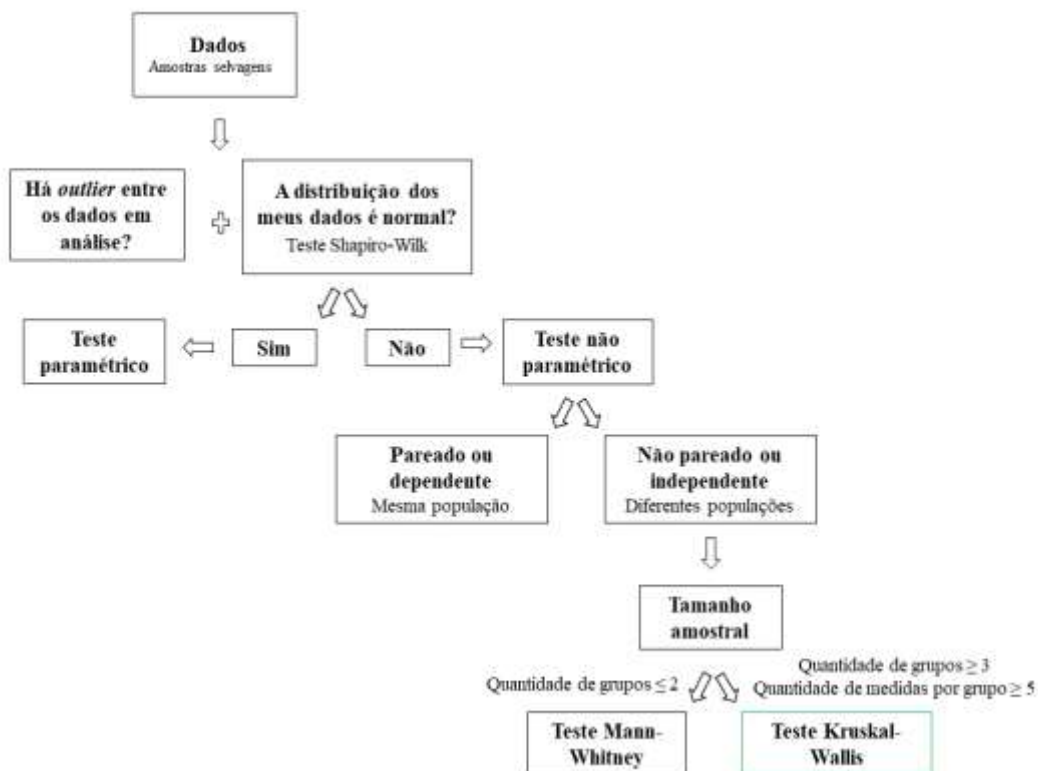 Dados
Amostras selvagens
Há outlier entre
os dados em
análise?
A distribuição dos
meus dados é normal?
Teste Shapiro-Wilk
Teste
paramétrico
Sim
Não
Teste não
paramétrico
Pareado ou
dependente
Mesma população
Não pareado ou
independente
Diferentes populações
Tamanho
amostral
Quantidade de grupos ≤ 2
Quantidade de grupos ≥ 3
Quantidade de medidas por grupo ≥ 5
Teste Mann-
Whitney
Teste Kruskal-
Wallis